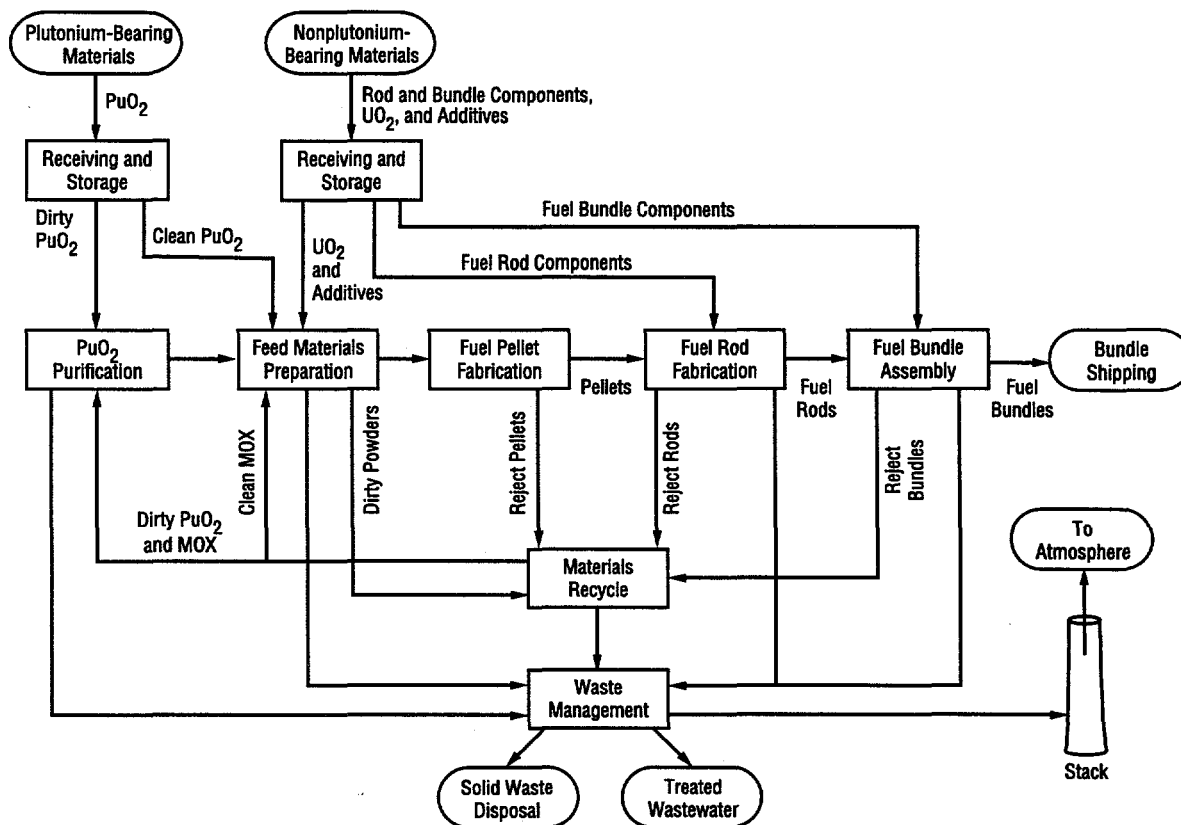 Plutonium-Bearing
Materials
Nonplutonium-
Bearing Materials
PuO2
Rod and Bundle Components,
UO2, and Additives
Receiving and
Storage
Receiving and
Storage
Dirty
PuO2
Clean PuO2
UO2
and
Additives
Fuel Bundle Components
Fuel Rod Components
PuO2
Purification
Feed Materials
Preparation
Fuel Pellet
Fabrication
Pellets
Fuel Rod
Fabrication
Fuel
Rods
Fuel Bundle
Assembly
Fuel
Bundles
Bundle
Shipping
Clean MOX
Dirty Powders
Reject Pellets
Reject Rods
Reject
Bundles
Dirty PuO2
and MOX
Materials
Recycle
To
Atmosphere
Waste
Management
Stack
Solid Waste
Disposal
Treated
Wastewater